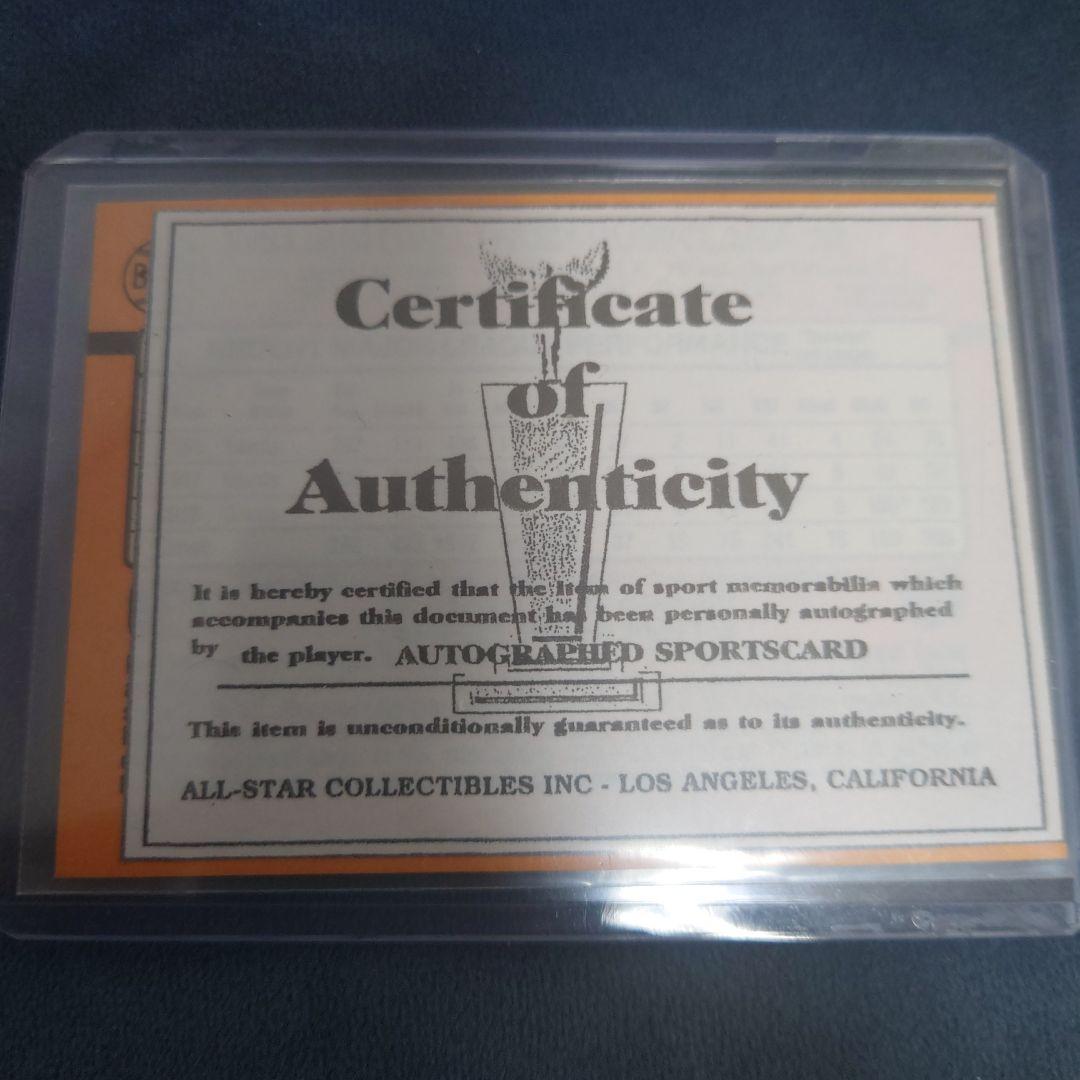 Certificate
of
Authenticity
It is hereby certified that the item of sport memorabilia which
accompanies this document has been personally autographed
by the player. AUTOGRAPHED SPORTSCARD
This item is unconditionally guaranteed as to its authenticity.
ALL-STAR COLLECTIBLES INC - LOS ANGELES, CALIFORNIA